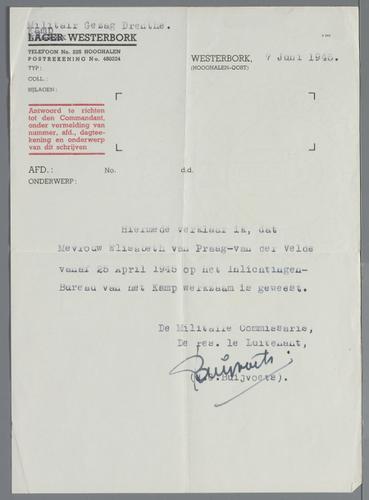 Militair Gezag Drenthe.
Kamp
LAGER WESTERBORK
TELEFOON No. 225 HOOGHALEN
POSTREKENING No. 480024
TYP:
COLL.:
BIJLAGEN:
WESTERBORK, 7 Juni 1945.
(HOOGHALEN-OOST)
Antwoord te richten
tot den Commandant,
onder vermelding van
nummer, afd., dagtee-
kening en onderwerp
van dit schrijven
AFD.: No. d.d.
ONDERWERP:
Hiermede verklaar ik, dat
Mevrouw Elisabeth van Praag-van der Velde
vanaf 25 April 1945 op het Inlichtingen-
Bureau van het Kamp werkzaam is geweest.
De Militaire Commissaris,
De res. 1e Luitenant,
Buijvoets.
Buijvoets).